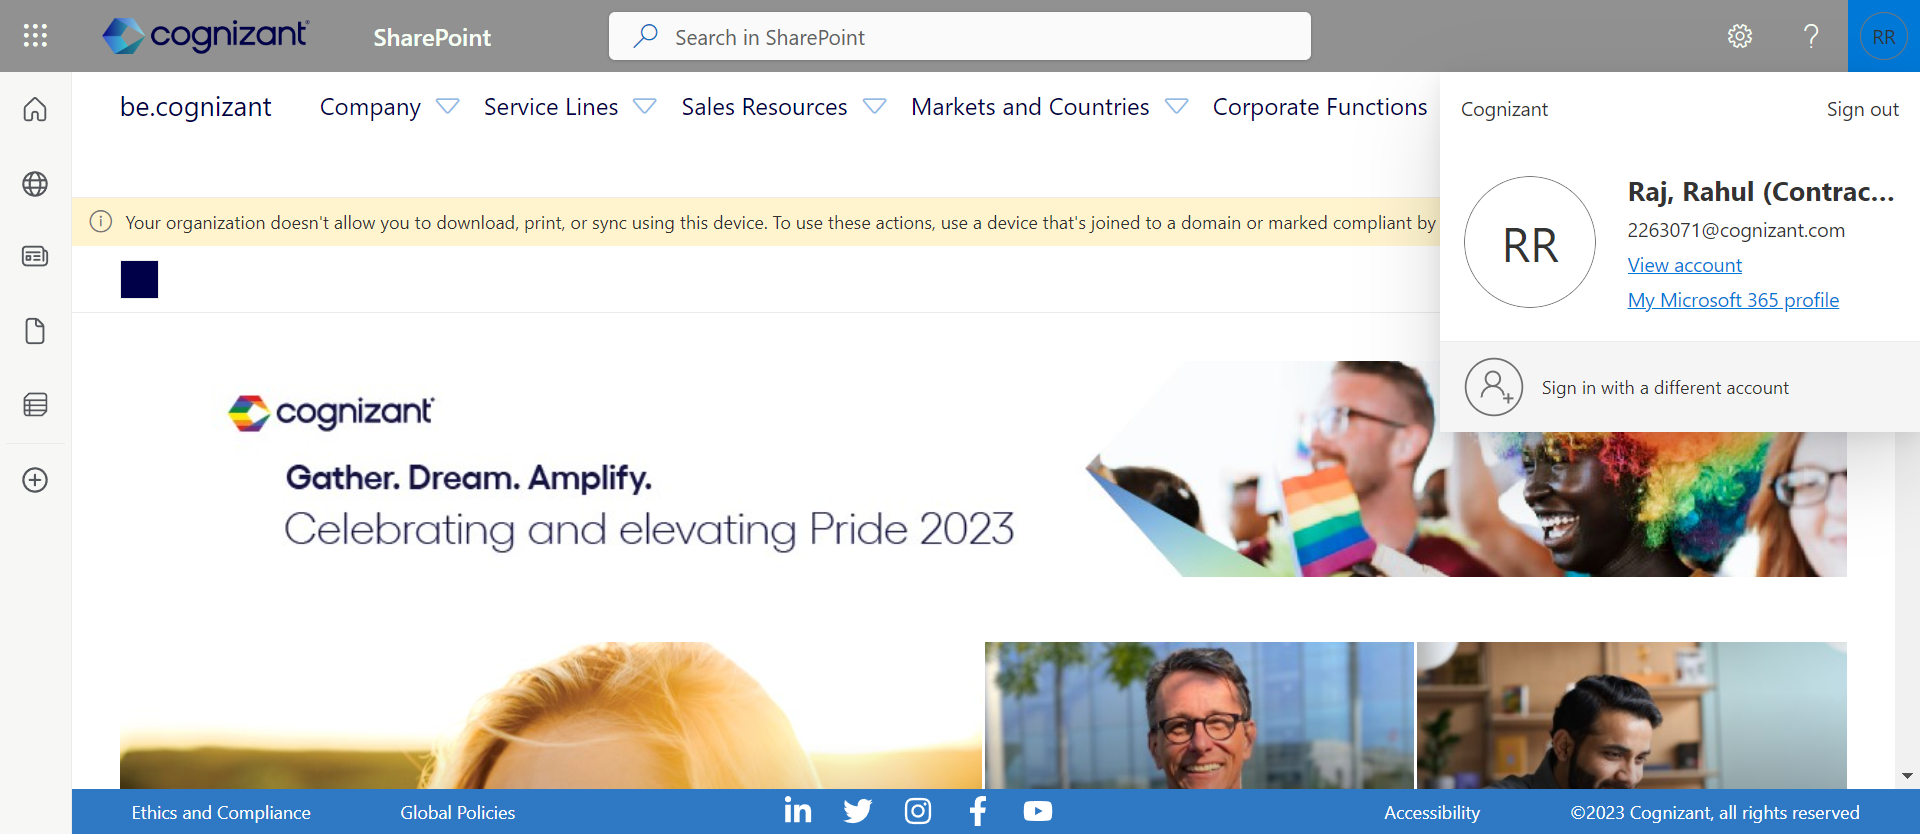 cognizant
SharePoint
Search in SharePoint
?
RR
be.cognizant
Company
Service Lines
Sales Resources
Markets and Countries
Corporate Functions
Cognizant
Sign out
RR
Raj, Rahul (Contrac...
2263071@cognizant.com
View account
My Microsoft 365 profile
Sign in with a different account
Your organization doesn't allow you to download, print, or sync using this device. To use these actions, use a device that's joined to a domain or marked compliant by
cognizant
Gather. Dream. Amplify.
Celebrating and elevating Pride 2023
Ethics and Compliance
Global Policies
in
f
Accessibility
©2023 Cognizant, all rights reserved